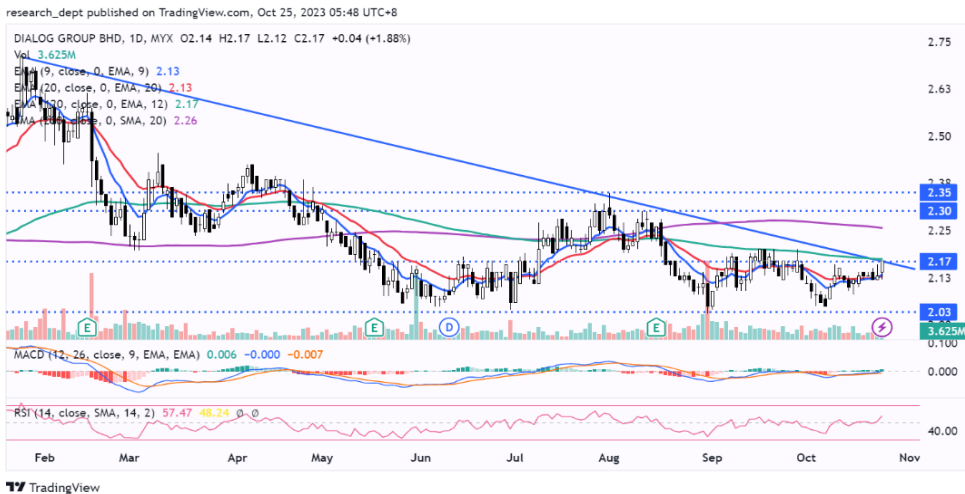 research_dept published on TradingView.com, Oct 25, 2023 05:48 UTC+8
DIALOG GROUP BHD, 1D, MYX O2.14 H2.17 L2.12 C2.17 +0.04 (+1.88%)
Vol 3.625M
EMA (9, close, 0, EMA, 9) 2.13
EMA (20, close, 0, EMA, 20) 2.13
EMA (120, close, 0, EMA, 12) 2.17
close, 0, SMA, 20) 2.26
2.75
2.63
2.50
2.38
2.35
2.30
2.25
2.17
2.13
2.03
3.625M
E
E
D
E
MACD (12, 26, close, 9, EMA, EMA) 0.006 −0.000 −0.007
0.100
0.000
RSI (14, close, SMA, 14, 2) 57.47 48.24 ø ø
40.00
Feb Mar Apr May Jun Jul Aug Sep Oct Nov
TradingView